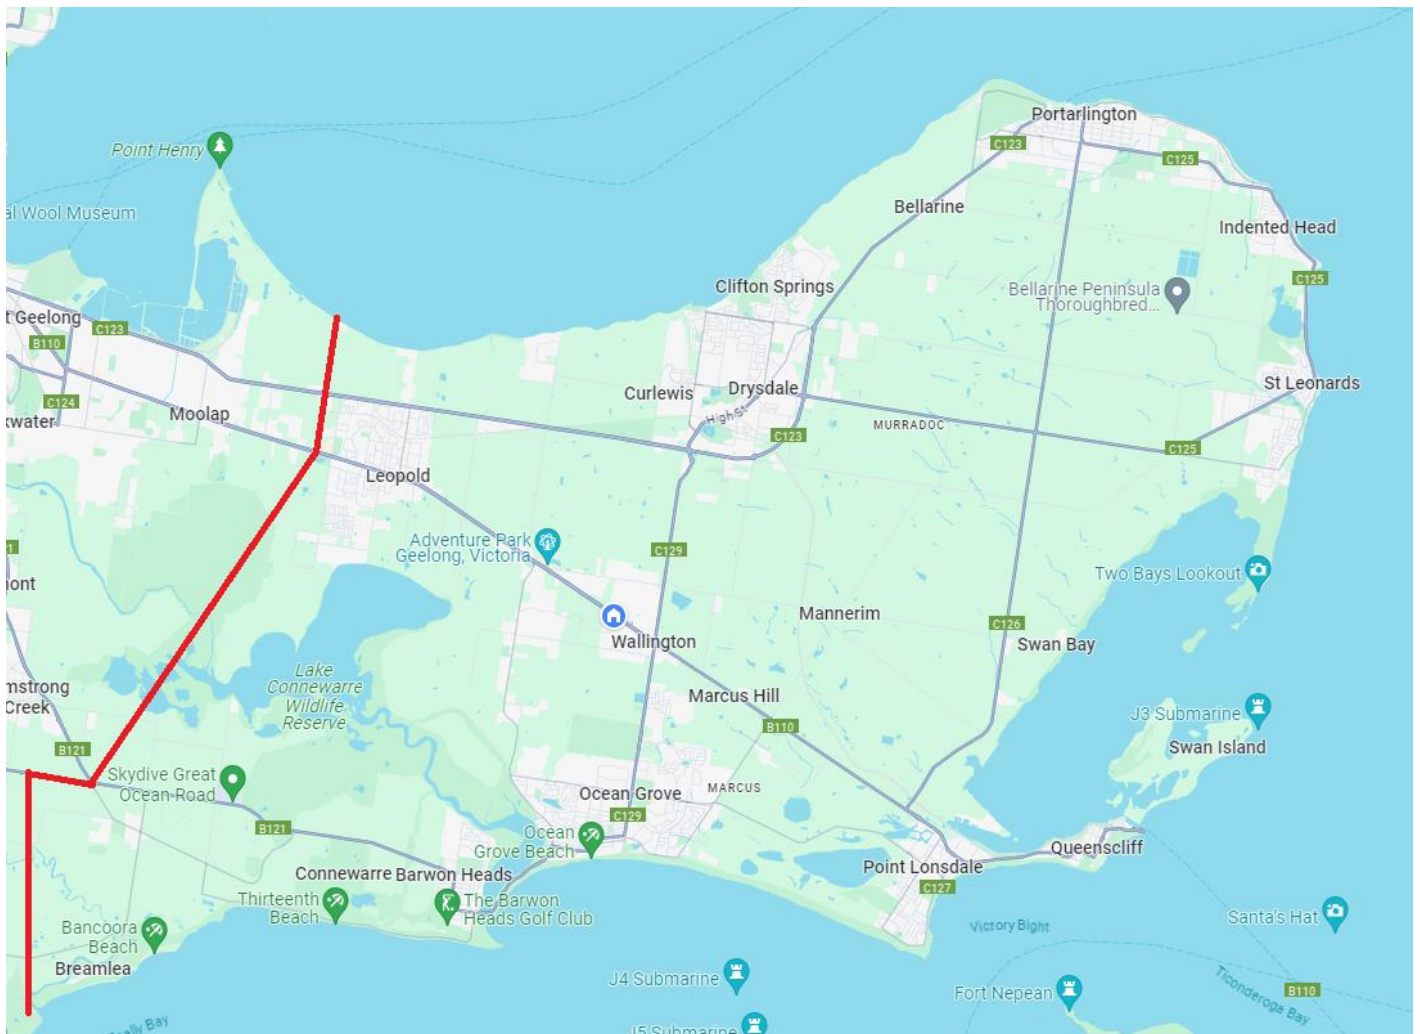 Portarlington
C123
Point Henry
C125
Bellarine
al Wool Museum
Indented Head
Clifton Springs
Bellarine Peninsula
Thoroughbred...
C125
t Geelong
C123
B110
Curlewis
Drysdale
St Leonards
C124
Moolap
High St
MURRADOC
C123
C125
Leopold
Adventure Park
Geelong, Victoria
C129
Two Bays Lookout
Mannerim
C126
Wallington
Swan Bay
Lake
Connewarre
Wildlife
Reserve
mstrong
Creek
Marcus Hill
J3 Submarine
B110
Swan Island
B121
Skydive Great
Ocean Road
Ocean Grove
MARCUS
C129
B121
Ocean
Grove Beach
Queenscliff
Point Lonsdale
C127
Connewarre
Barwon Heads
Thirteenth
Beach
The Barwon
Heads Golf Club
Santa's Hat
Victory Bight
Bancoora
Beach
Breamlea
J4 Submarine
Fort Nepean
Ticonderoga
Bay
B110
J5 Submarine